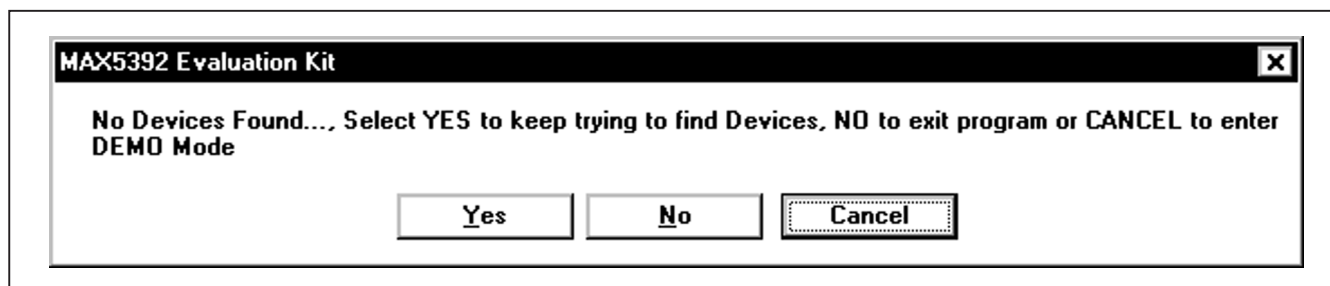 MAX5392 Evaluation Kit
No Devices Found..., Select YES to keep trying to find Devices, NO to exit program or CANCEL to enter
DEMO Mode
Yes No Cancel